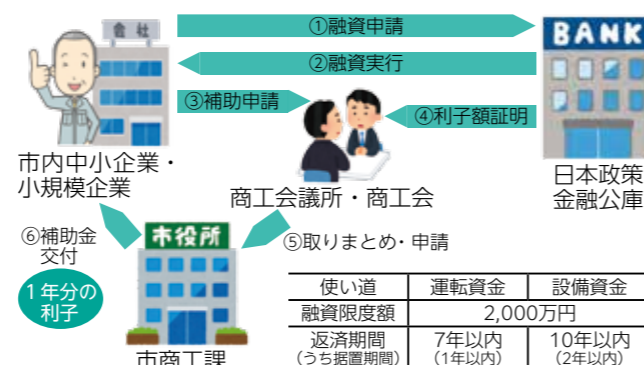 会社
①融資申請
BANK
②融資実行
③補助申請
④利子額証明
市内中小企業・
小規模企業
商工会議所・商工会
日本政策
金融公庫
⑥補助金
交付
1年分の
利子
市役所
⑤取りまとめ・申請
市商工課
使い道 運転資金 設備資金
融資限度額 2,000万円
返済期間 7年以内 10年以内
(うち据置期間) (1年以内) (2年以内)